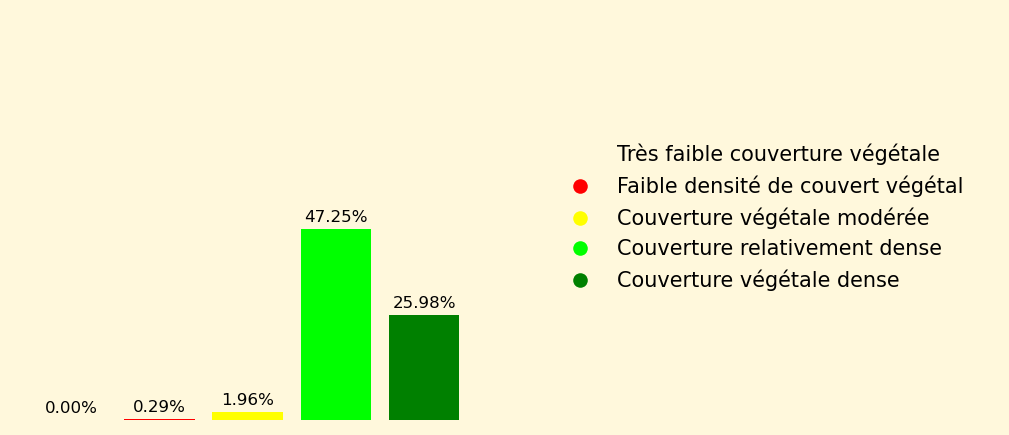 0.00%
0.29%
1.96%
47.25%
25.98%
Très faible couverture végétale
Faible densité de couvert végétal
Couverture végétale modérée
Couverture relativement dense
Couverture végétale dense